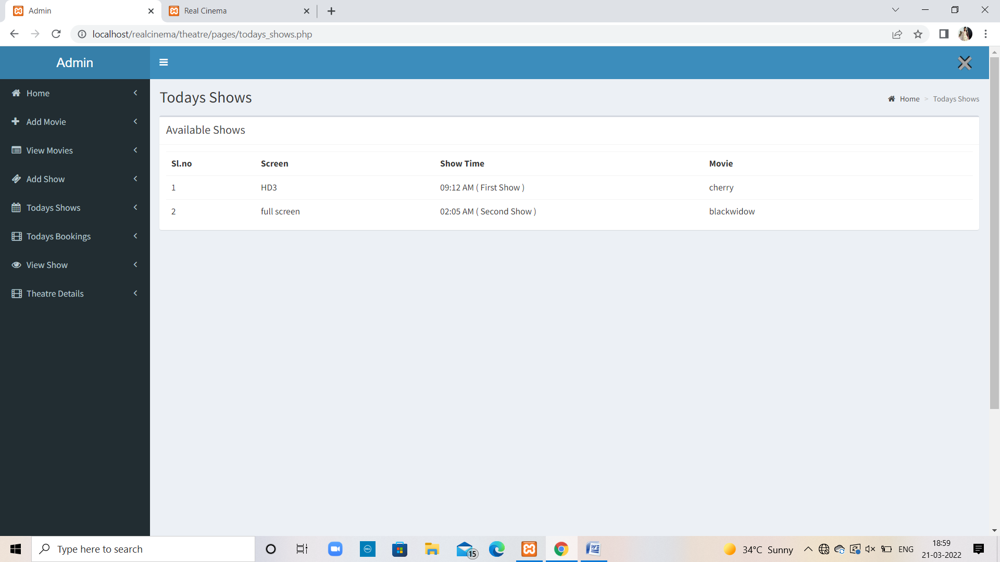 Admin
Real Cinema
localhost/realcinema/theatre/pages/todays_shows.php
Admin
Home
Add Movie
View Movies
Add Show
Todays Shows
Todays Bookings
View Show
Theatre Details
Todays Shows
Home > Todays Shows
Available Shows
Sl.no Screen Show Time Movie
1 HD3 09:12 AM ( First Show ) cherry
2 full screen 02:05 AM ( Second Show ) blackwidow
Type here to search
DELL
15
34°C Sunny
ENG
18:59
21-03-2022